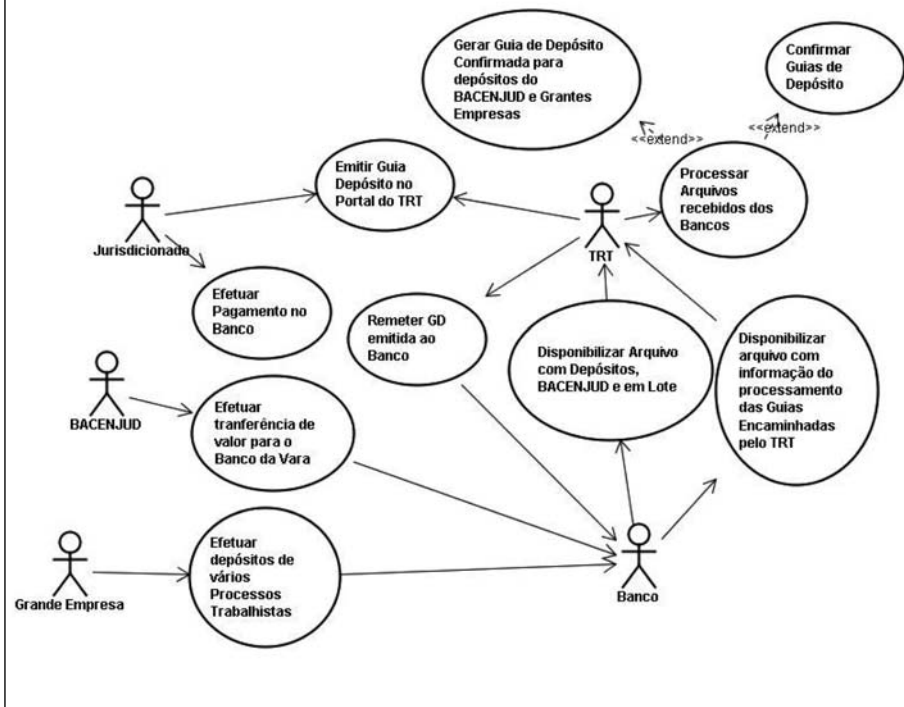 Gerar Guia de Depósito
Confirmada para
depósitos do
BACENJUD e Grantes
Empresas
Confirmar
Guias de
Depósito
<<extend>>
<<extend>>
Emitir Guia
Depósito no
Portal do TRT
Processar
Arquivos
recebidos dos
Bancos
Jurisdicionado
TRT
Efetuar
Pagamento no
Banco
Remeter GD
emitida ao
Banco
Disponibilizar Arquivo
com Depósitos,
BACENJUD e em Lote
Disponibilizar
arquivo com
informação do
processamento
das Guias
Encaminhadas
pelo TRT
BACENJUD
Efetuar
tranferência de
valor para o
Banco da Vara
Efetuar
depósitos de
vários
Processos
Trabalhistas
Grande Empresa
Banco